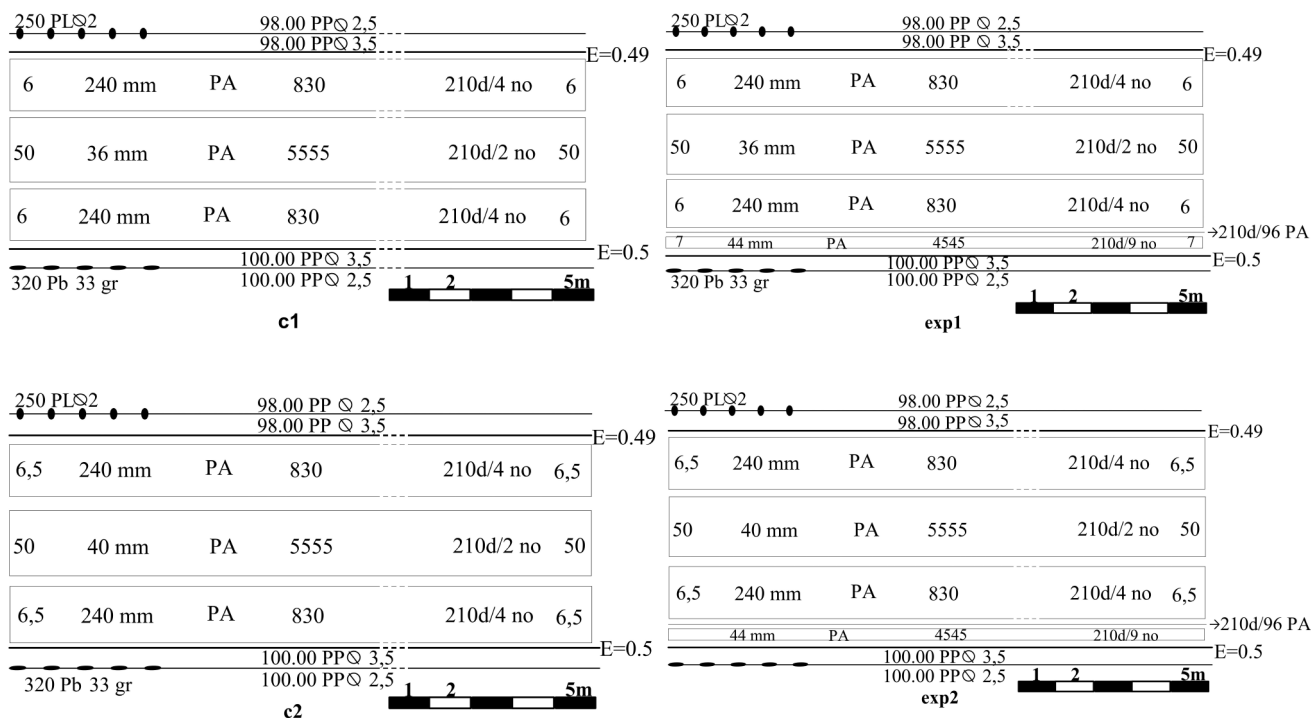 250 PL∅2
98.00 PP∅ 2,5
98.00 PP∅ 3,5
E=0.49
6 240 mm PA 830 210d/4 no 6
50 36 mm PA 5555 210d/2 no 50
6 240 mm PA 830 210d/4 no 6
E=0.5
100.00 PP∅ 3,5
320 Pb 33 gr
100.00 PP∅ 2,5
1 2 5m
c1
250 PL∅2
98.00 PP∅ 2,5
98.00 PP∅ 3,5
E=0.49
6 240 mm PA 830 210d/4 no 6
50 36 mm PA 5555 210d/2 no 50
6 240 mm PA 830 210d/4 no 6
→210d/96 PA
7 44 mm PA 4545 210d/9 no 7
E=0.5
100.00 PP∅ 3,5
320 Pb 33 gr
100.00 PP∅ 2,5
1 2 5m
exp1
250 PL∅2
98.00 PP ∅ 2,5
98.00 PP ∅ 3,5
E=0.49
6,5 240 mm PA 830 210d/4 no 6,5
50 40 mm PA 5555 210d/2 no 50
6,5 240 mm PA 830 210d/4 no 6,5
E=0.5
100.00 PP∅ 3,5
320 Pb 33 gr
100.00 PP∅ 2,5
1 2 5m
c2
250 PL∅2
98.00 PP∅ 2,5
98.00 PP∅ 3,5
E=0.49
6,5 240 mm PA 830 210d/4 no 6,5
50 40 mm PA 5555 210d/2 no 50
6,5 240 mm PA 830 210d/4 no 6,5
→210d/96 PA
44 mm PA 4545 210d/9 no
E=0.5
100.00 PP∅ 3,5
320 Pb 33 gr
100.00 PP∅ 2,5
1 2 5m
exp2